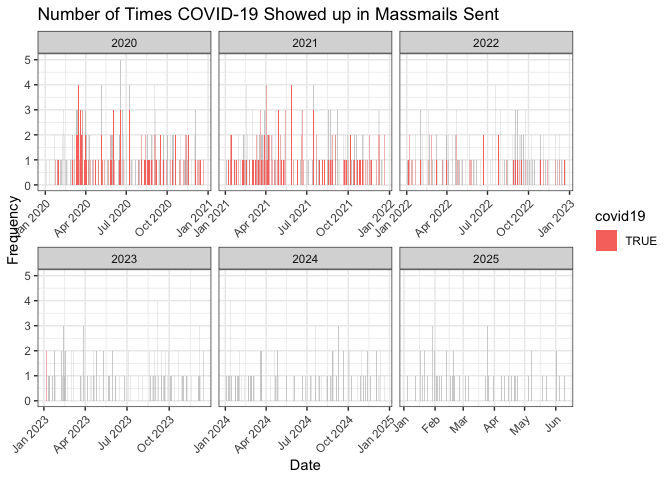 Number of Times COVID-19 Showed up in Massmails Sent
2020
2021
2022
5
4
3
2
1
0
Jan 2020
Apr 2020
Jul 2020
Oct 2020
Jan 2021
Jan 2021
Apr 2021
Jul 2021
Oct 2021
Jan 2022
Jan 2022
Apr 2022
Jul 2022
Oct 2022
Jan 2023
Frequency
covid19
TRUE
2023
2024
2025
5
4
3
2
1
0
Jan 2023
Apr 2023
Jul 2023
Oct 2023
Jan 2024
Apr 2024
Jul 2024
Oct 2024
Jan 2025
Jan
Feb
Mar
Apr
May
Jun
Date